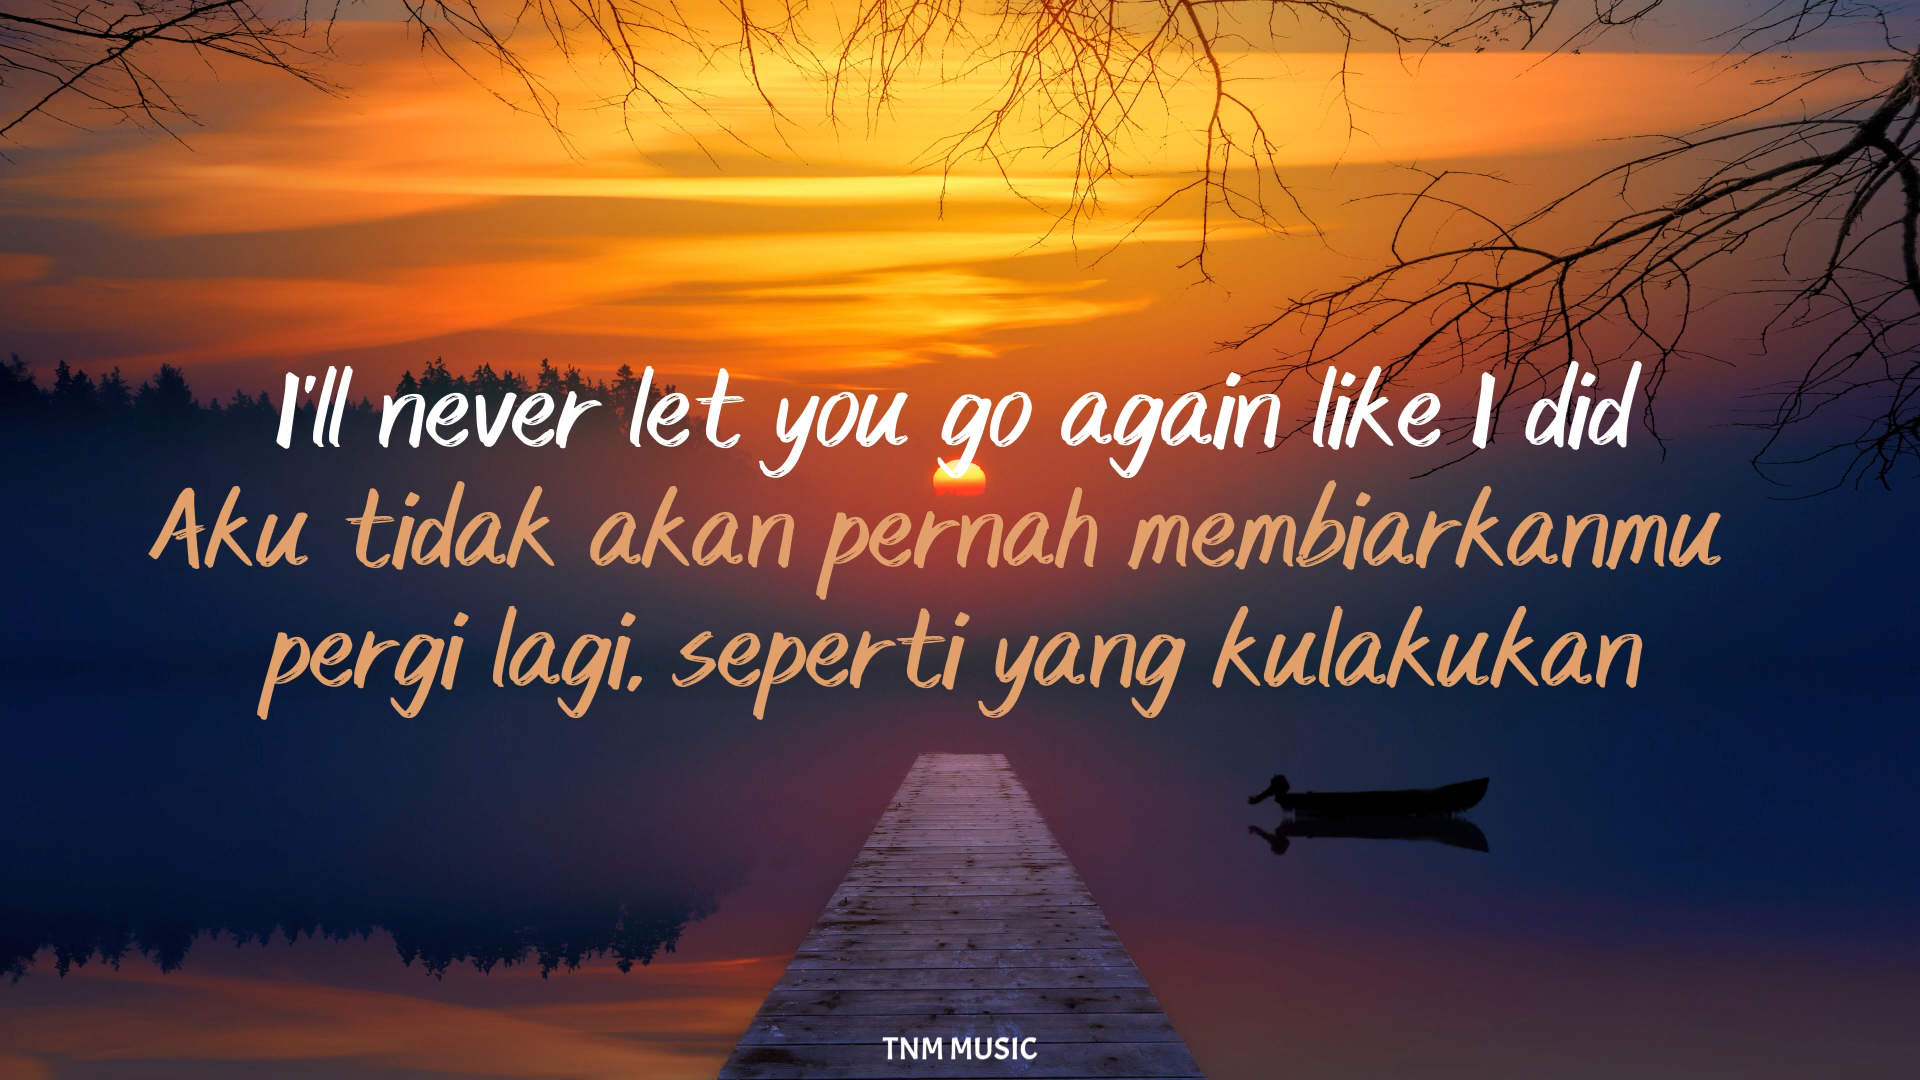 I'll never let you go again like I did
Aku tidak akan pernah membiarkanmu
pergi lagi, seperti yang kulakukan
TNM MUSIC